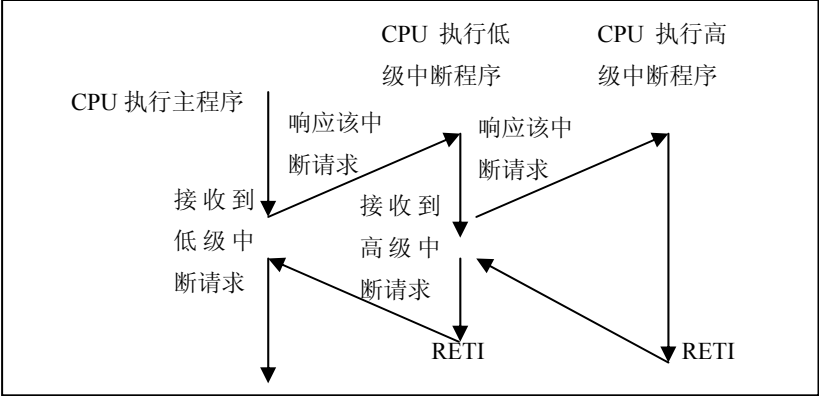 CPU 执行低
级中断程序
CPU 执行高
级中断程序
CPU 执行主程序
响应该中
断请求
响应该中
断请求
接收到
低级中
断请求
接收到
高级中
断请求
RETI
RETI